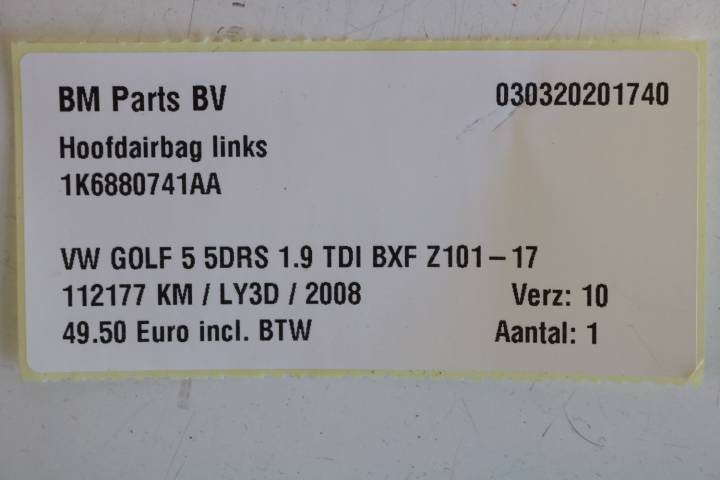 BM Parts BV 030320201740
Hoofdairbag links
1K6880741AA
VW GOLF 5 5DRS 1.9 TDI BXF Z101-17
112177 KM / LY3D / 2008 Verz: 10
49.50 Euro incl. BTW Aantal: 1